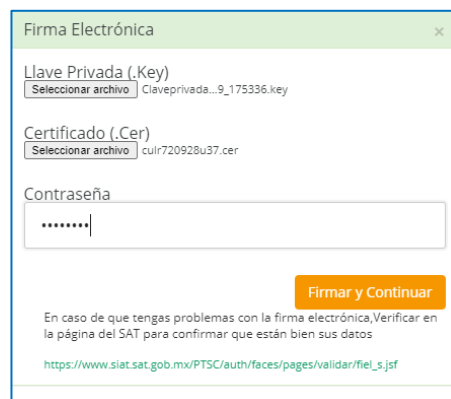 Firma Electrónica ×
Llave Privada (.Key)
Seleccionar archivo Claveprivada...9_175336.key
Certificado (.Cer)
Seleccionar archivo culr720928u37.cer
Contraseña
••••••••
Firmar y Continuar
En caso de que tengas problemas con la firma electrónica,Verificar en
la página del SAT para confirmar que están bien sus datos
https://www.siat.sat.gob.mx/PTSC/auth/faces/pages/validar/fiel_s.jsf